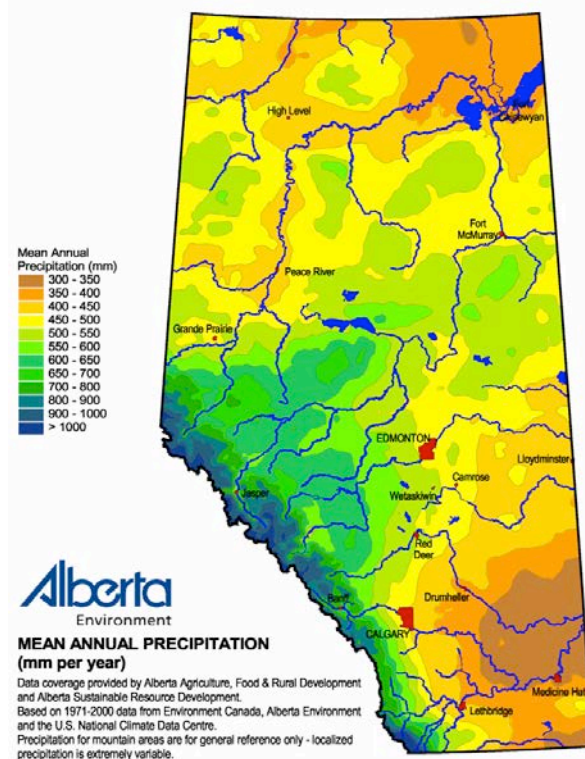 High Level
Fort
Chipewyan
Fort
McMurray
Mean Annual
Precipitation (mm)
300 - 350
350 - 400
400 - 450
450 - 500
500 - 550
550 - 600
600 - 650
650 - 700
700 - 800
800 - 900
900 - 1000
> 1000
Peace River
Grande Prairie
EDMONTON
Lloydminster
Camrose
Jasper
Wetaskiwin
Red
Deer
Alberta
Environment
Banff
Drumheller
CALGARY
Medicine Hat
Lethbridge
MEAN ANNUAL PRECIPITATION
(mm per year)
Data coverage provided by Alberta Agriculture, Food & Rural Development
and Alberta Sustainable Resource Development.
Based on 1971-2000 data from Environment Canada, Alberta Environment
and the U.S. National Climate Data Centre.
Precipitation for mountain areas are for general reference only - localized
precipitation is extremely variable.